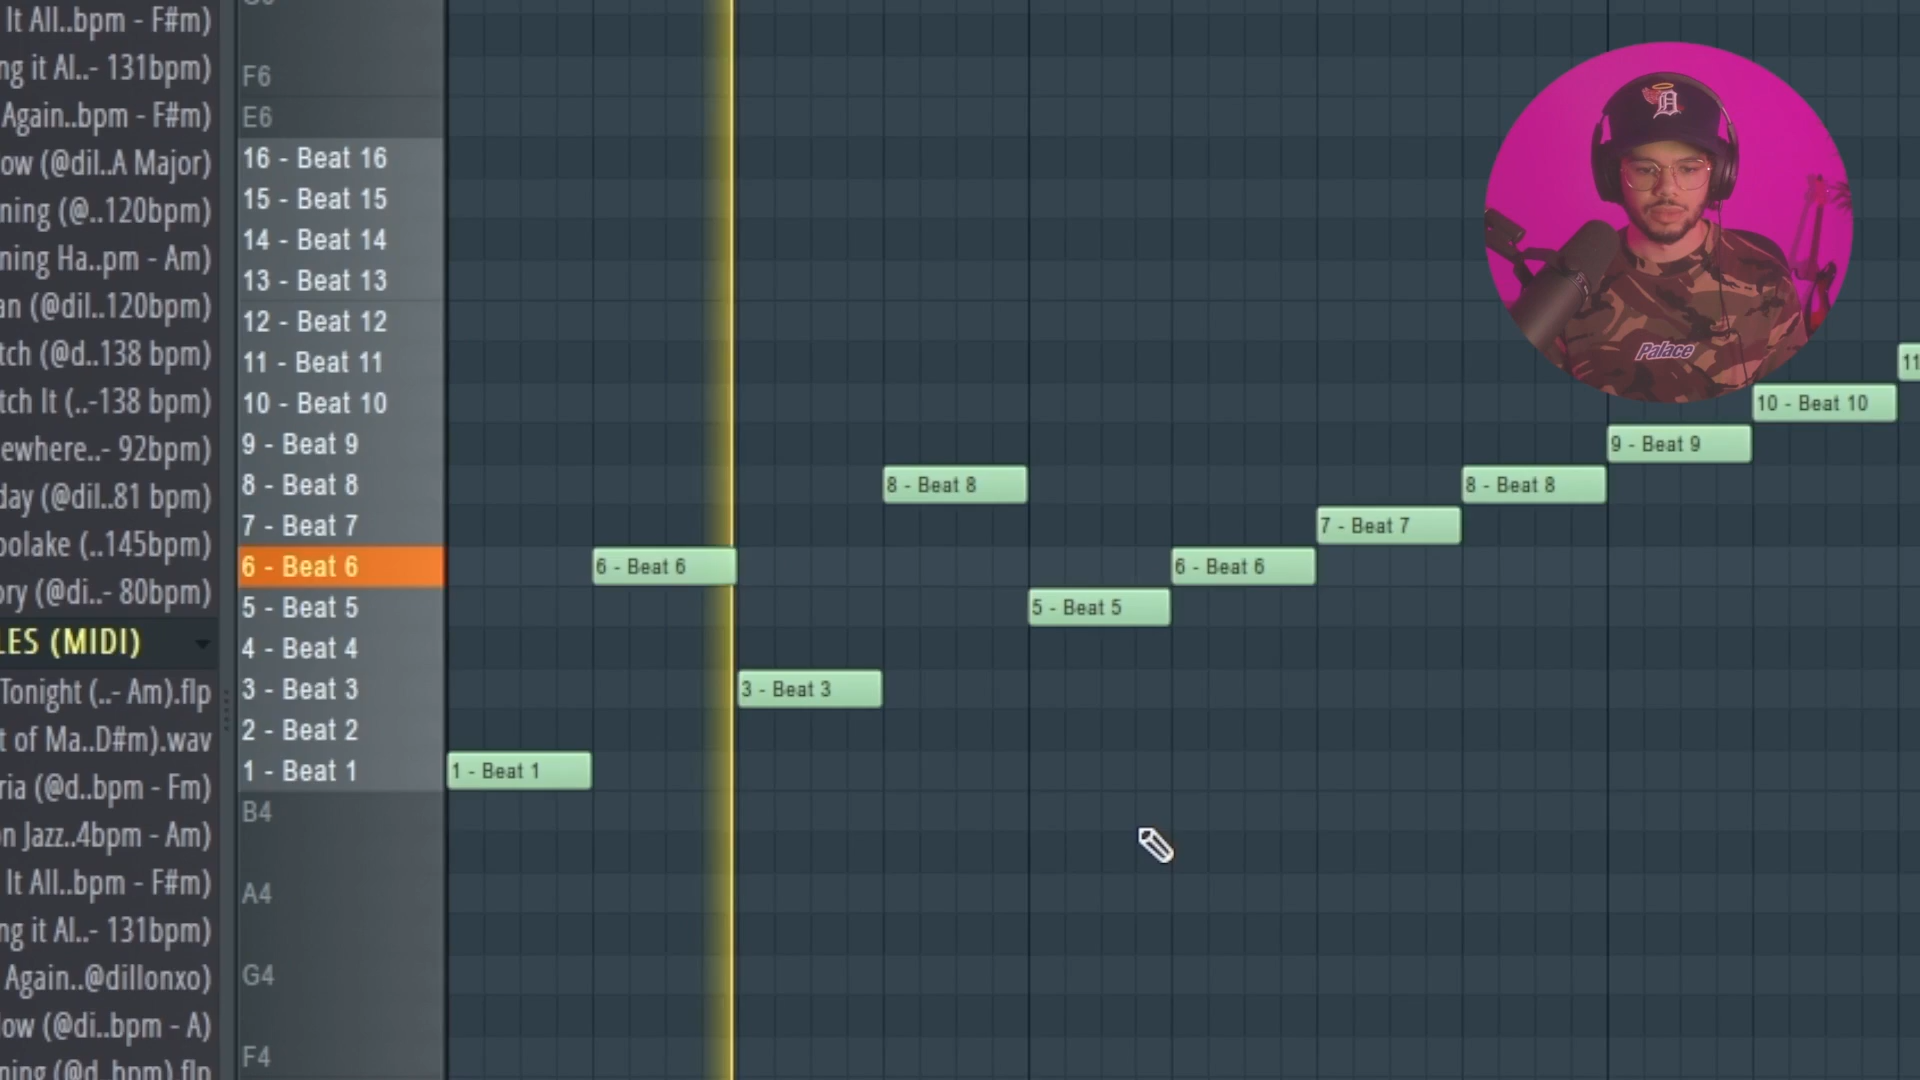 It All..bpm - F#m)
ng it Al..- 131bpm)
Again..bpm - F#m)
ow (@dil..A Major)
ning (@..120bpm)
ning Ha..pm - Am)
an (@dil..120bpm)
tch (@d..138 bpm)
tch It (..-138 bpm)
ewhere..- 92bpm)
day (@dil..81 bpm)
oolake (..145bpm)
ory (@di..- 80bpm)
LES (MIDI)
Tonight (..- Am).flp
t of Ma..D#m).wav
ria (@d..bpm - Fm)
on Jazz..4bpm - Am)
It All..bpm - F#m)
ng it Al..- 131bpm)
Again..@dillonxo)
low (@di..bpm - A)
ning (@d..bpm).flp
F6
E6
16 - Beat 16
15 - Beat 15
14 - Beat 14
13 - Beat 13
12 - Beat 12
11 - Beat 11
10 - Beat 10
9 - Beat 9
8 - Beat 8
7 - Beat 7
6 - Beat 6
5 - Beat 5
4 - Beat 4
3 - Beat 3
2 - Beat 2
1 - Beat 1
B4
A4
G4
F4
1 - Beat 1
6 - Beat 6
3 - Beat 3
8 - Beat 8
5 - Beat 5
6 - Beat 6
7 - Beat 7
8 - Beat 8
9 - Beat 9
10 - Beat 10
11
D
Palace